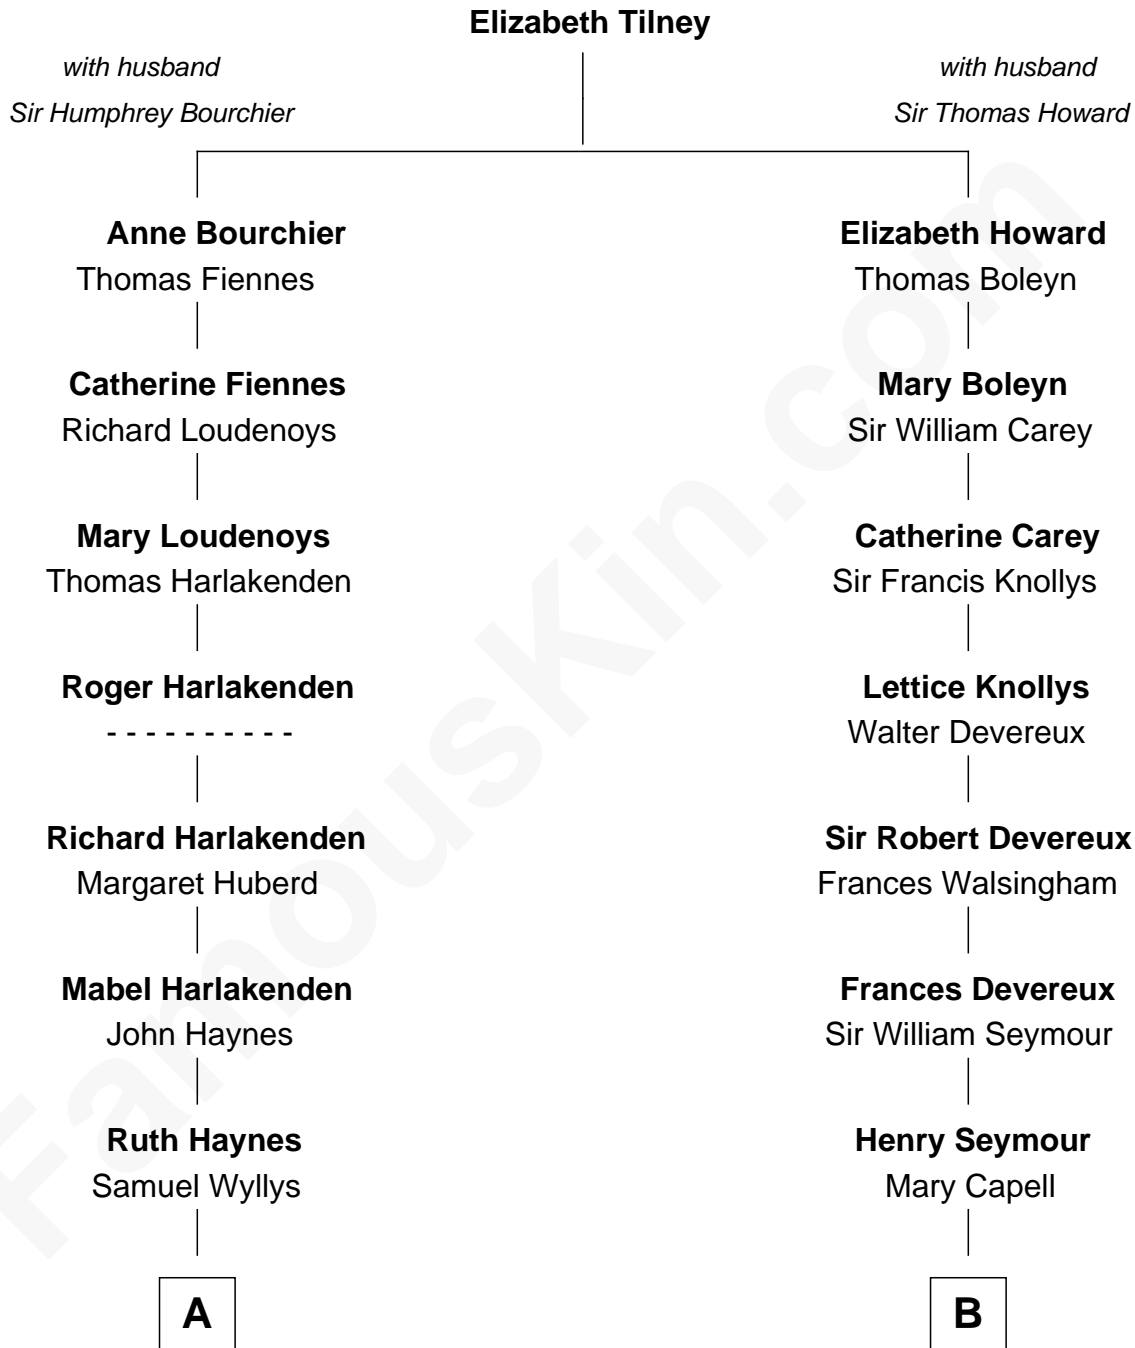 Elizabeth Tilney
with husband
Sir Humphrey Bourchier
with husband
Sir Thomas Howard
Anne Bourchier
Thomas Fiennes
Elizabeth Howard
Thomas Boleyn
Catherine Fiennes
Richard Loudenoys
Mary Boleyn
Sir William Carey
Mary Loudenoys
Thomas Harlakenden
Catherine Carey
Sir Francis Knollys
Roger Harlakenden
- - - - - - - - - -
Lettice Knollys
Walter Devereux
Richard Harlakenden
Margaret Huberd
Sir Robert Devereux
Frances Walsingham
Mabel Harlakenden
John Haynes
Frances Devereux
Sir William Seymour
Ruth Haynes
Samuel Wyllys
Henry Seymour
Mary Capell
A
B
FamousKin.com